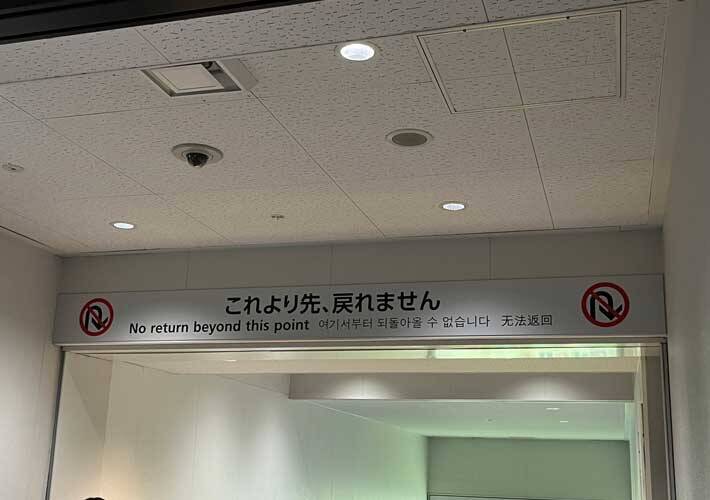 これより先、戻れません
No return beyond this point 여기서부터 되돌아올 수 없습니다 无法返回